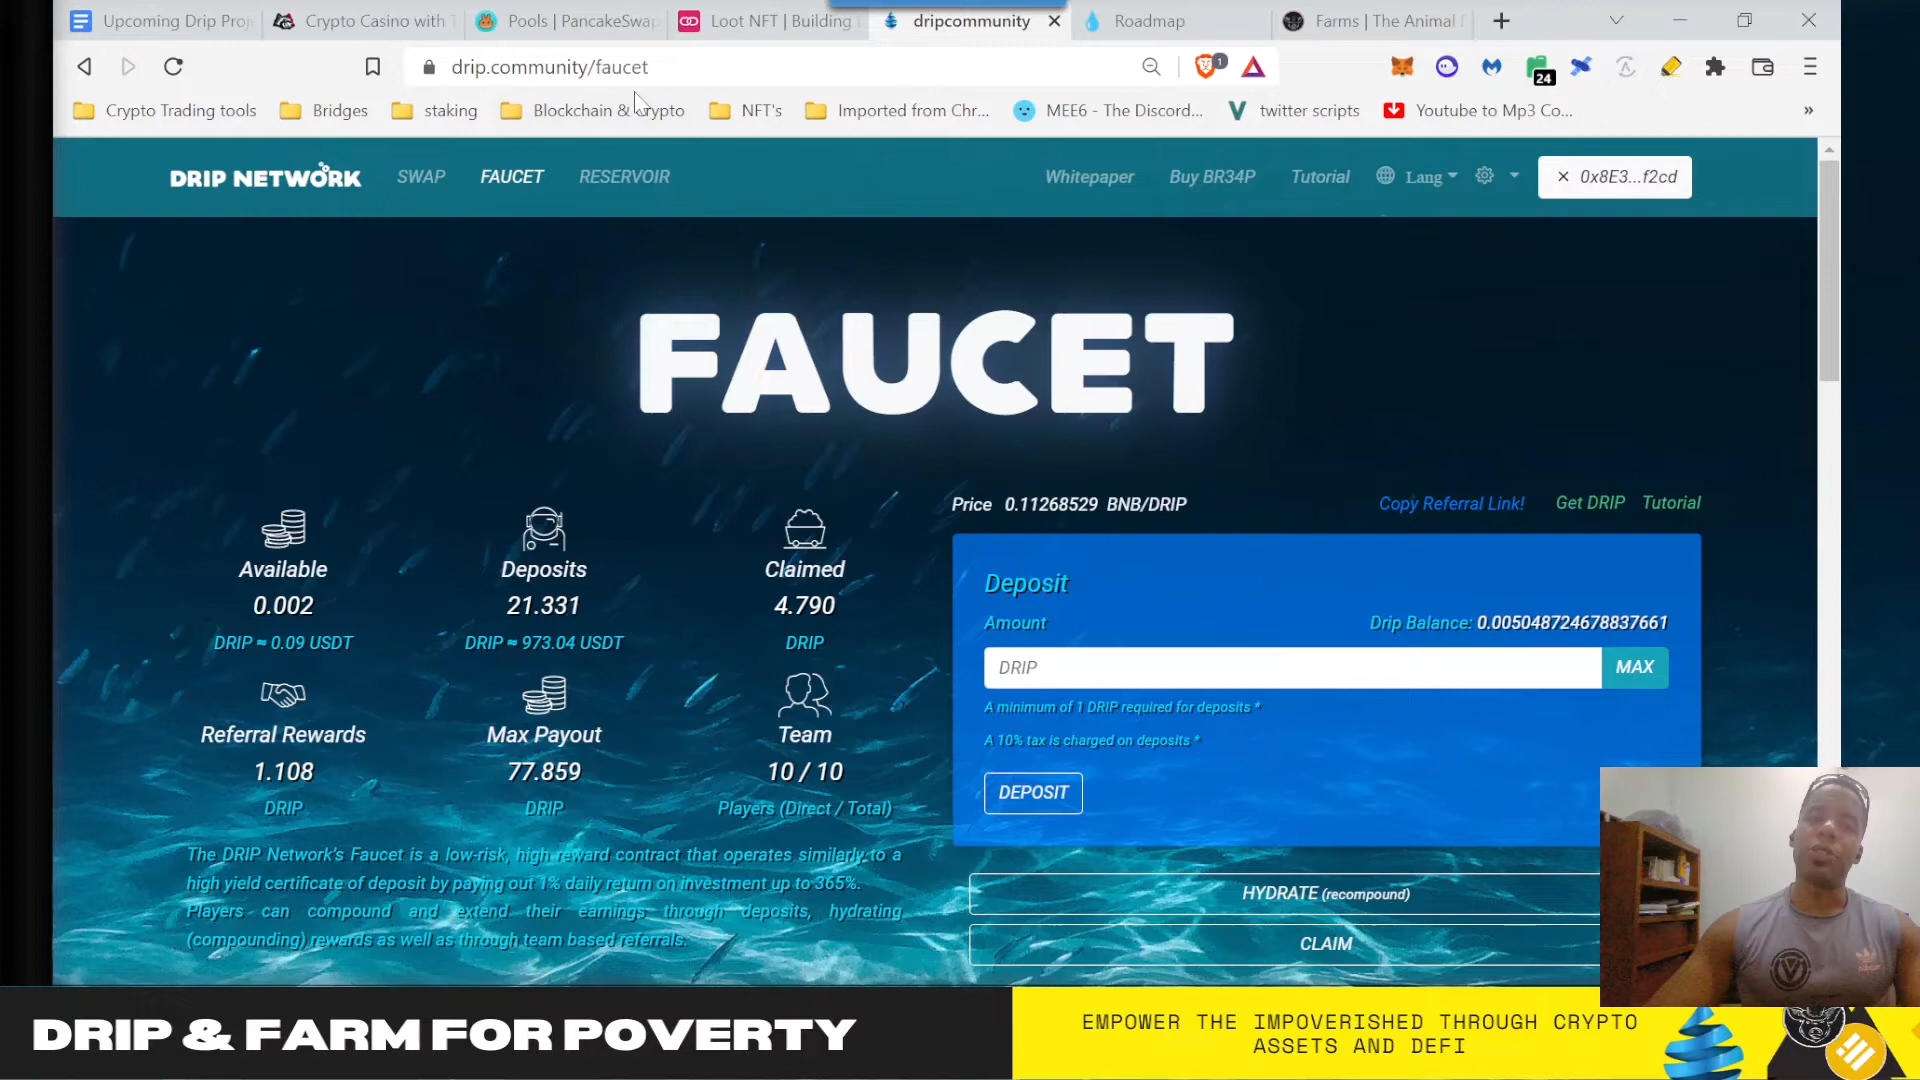 Upcoming Drip Proj
Crypto Casino with
Pools | PancakeSwap
Loot NFT | Building
dripcommunity
Roadmap
Farms | The Animal
drip.community/faucet
1
24
Crypto Trading tools
Bridges
staking
Blockchain & Crypto
NFT's
Imported from Chr...
MEE6 - The Discord...
twitter scripts
Youtube to Mp3 Co...
»
DRIP NETWORK
SWAP
FAUCET
RESERVOIR
Whitepaper
Buy BR34P
Tutorial
Lang
× 0x8E3...f2cd
FAUCET
Price 0.11268529 BNB/DRIP
Copy Referral Link!
Get DRIP
Tutorial
Available
0.002
DRIP ≈ 0.09 USDT
Deposits
21.331
DRIP ≈ 973.04 USDT
Claimed
4.790
DRIP
Referral Rewards
1.108
DRIP
Max Payout
77.859
DRIP
Team
10 / 10
Players (Direct / Total)
The DRIP Network's Faucet is a low-risk, high reward contract that operates similarly to a
high yield certificate of deposit by paying out 1% daily return on investment up to 365%.
Players can compound and extend their earnings through deposits, hydrating
(compounding) rewards as well as through team based referrals.
Deposit
Amount
Drip Balance: 0.005048724678837661
DRIP
MAX
A minimum of 1 DRIP required for deposits *
A 10% tax is charged on deposits *
DEPOSIT
HYDRATE (recompound)
CLAIM
DRIP & FARM FOR POVERTY
EMPOWER THE IMPOVERISHED THROUGH CRYPTO
ASSETS AND DEFI